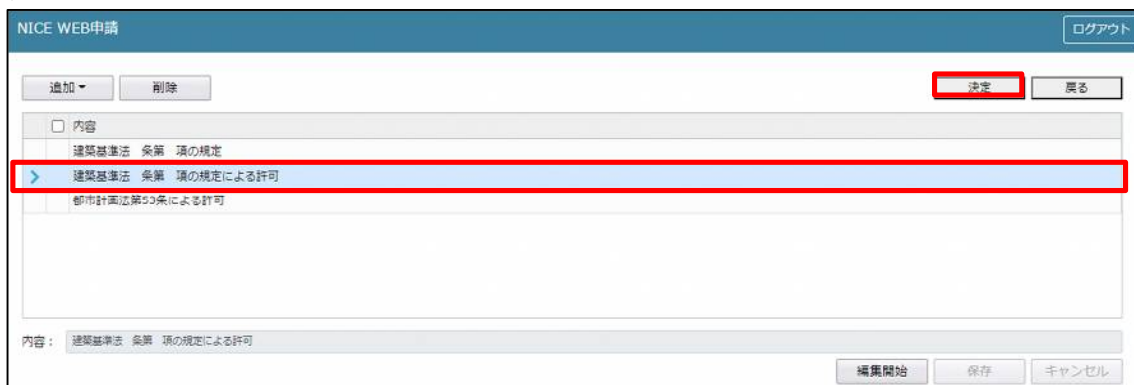 NICE WEB申請 ログアウト
追加 削除 決定 戻る
内容
建築基準法　条第　項の規定
建築基準法　条第　項の規定による許可
都市計画法第53条による許可
内容： 建築基準法　条第　項の規定による許可
編集開始 保存 キャンセル